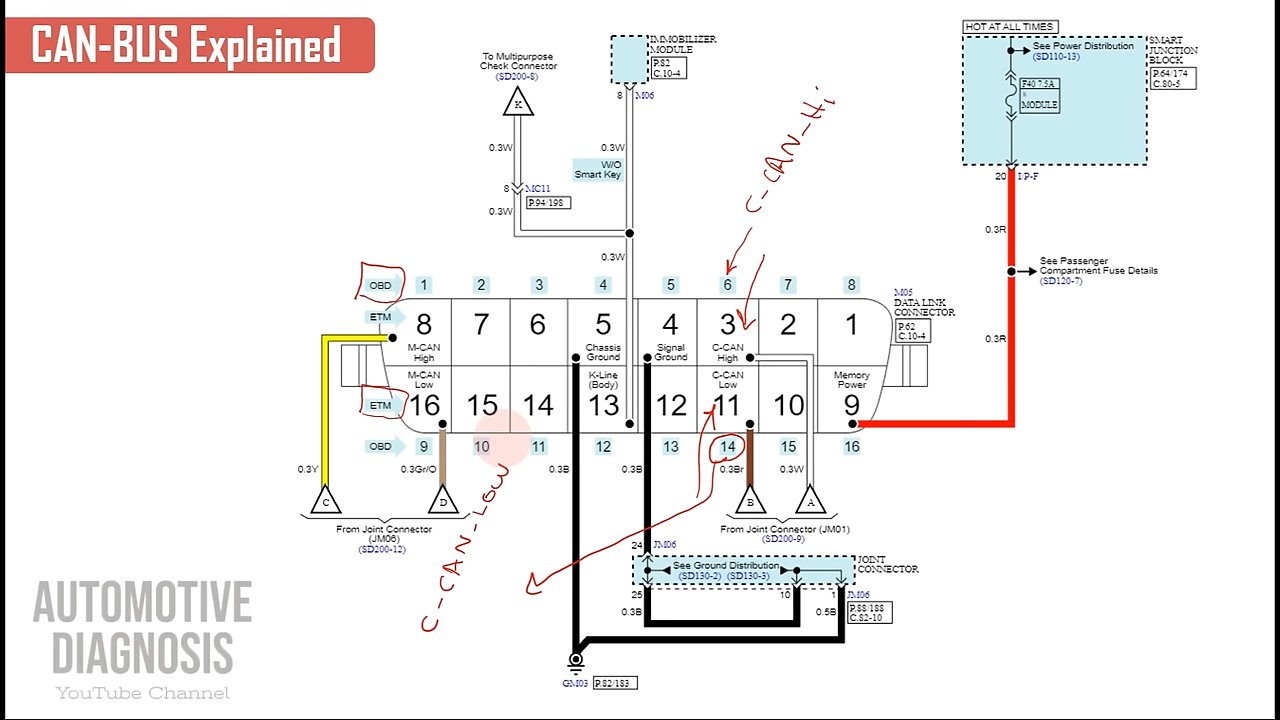 CAN-BUS Explained
To Multipurpose
Check Connector
(SD200-8)
K
IMMOBILIZER
MODULE
P.82
C.10-4
8 M06
HOT AT ALL TIMES
See Power Distribution
(SD110-13)
SMART
JUNCTION
BLOCK
P.64/174
C.80-5
F40 7.5A
MODULE
20 I/P-F
C-CAN-Hi
0.3W
0.3W
W/O
Smart Key
8 MC11
P.94/198
0.3W
0.3W
0.3R
See Passenger
Compartment Fuse Details
(SD120-7)
0.3R
OBD 1 2 3 4 5 6 7 8
M05
DATA LINK
CONNECTOR
P.62
C.10-4
ETM 8 7 6 5 4 3 2 1
M-CAN
High
Chassis
Ground
Signal
Ground
C-CAN
High
M-CAN
Low
K-Line
(Body)
C-CAN
Low
Memory
Power
ETM 16 15 14 13 12 11 10 9
OBD 9 10 11 12 13 14 15 16
0.3Y 0.3Gr/O 0.3B 0.3B 0.3Br 0.3W
C D B A
From Joint Connector
(JM06)
(SD200-12)
From Joint Connector (JM01)
(SD200-9)
C-CAN-Low
24 JM06
See Ground Distribution
(SD130-2) (SD130-3)
JOINT
CONNECTOR
25 10 1 JM06
0.3B 0.5B
P.88/188
C.82-10
GM03 P.82/183
AUTOMOTIVE
DIAGNOSIS
YouTube Channel